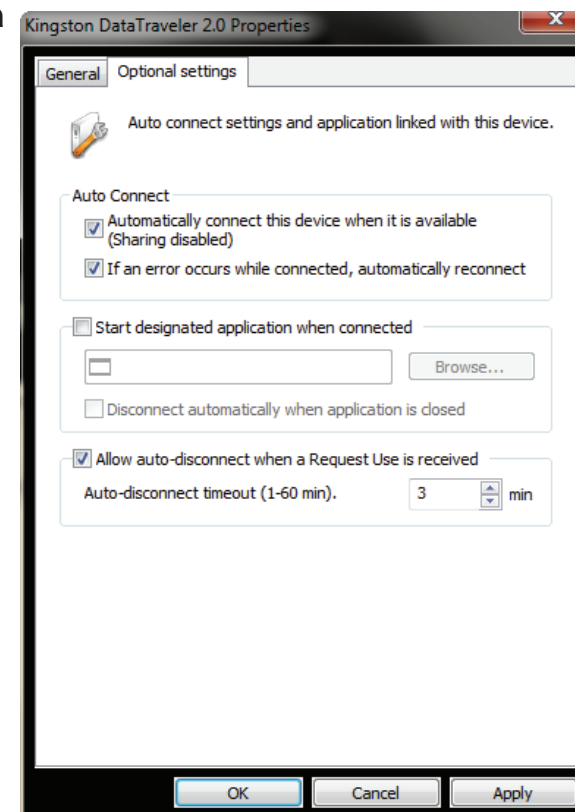 Kingston DataTraveler 2.0 Properties
General
Optional settings
Auto connect settings and application linked with this device.
Auto Connect
Automatically connect this device when it is available
(Sharing disabled)
If an error occurs while connected, automatically reconnect
Start designated application when connected
Browse...
Disconnect automatically when application is closed
Allow auto-disconnect when a Request Use is received
Auto-disconnect timeout (1-60 min).
3
min
OK
Cancel
Apply